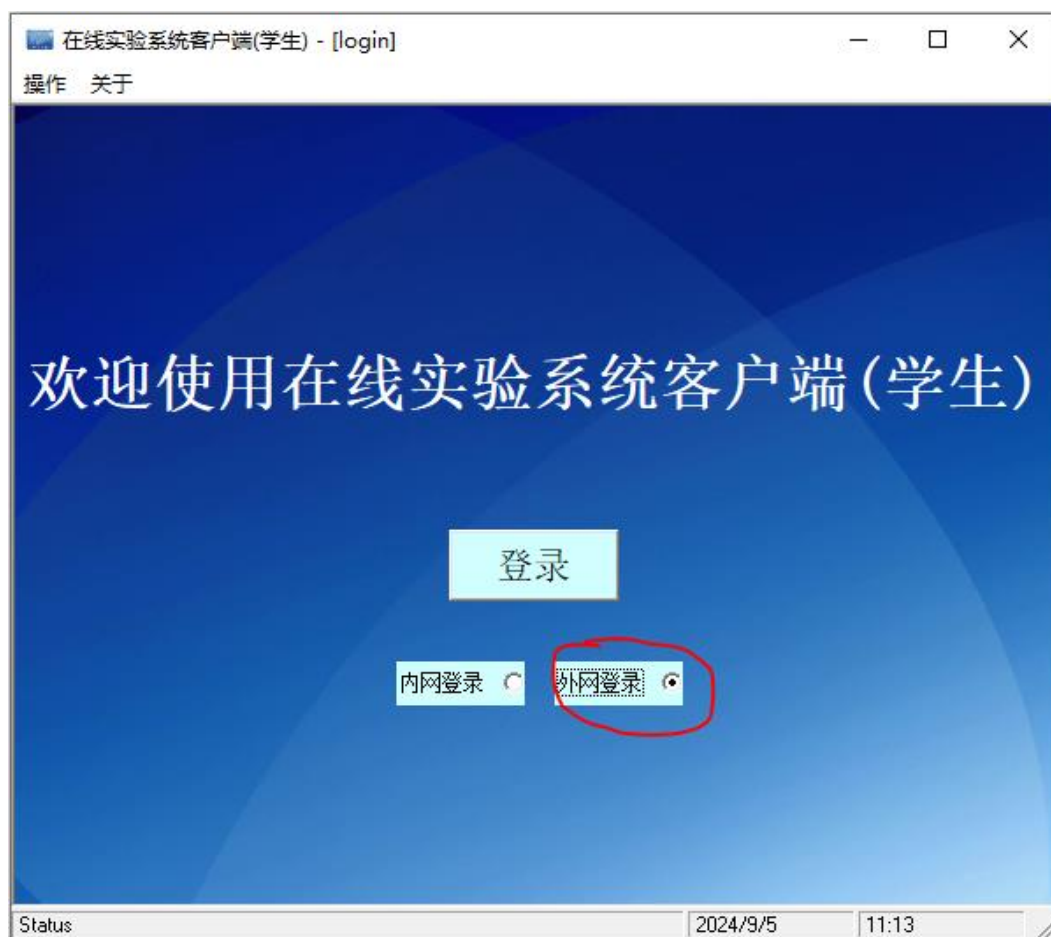 在线实验系统客户端(学生) - [login]
操作 关于
欢迎使用在线实验系统客户端(学生)
登录
内网登录 外网登录
Status 2024/9/5 11:13